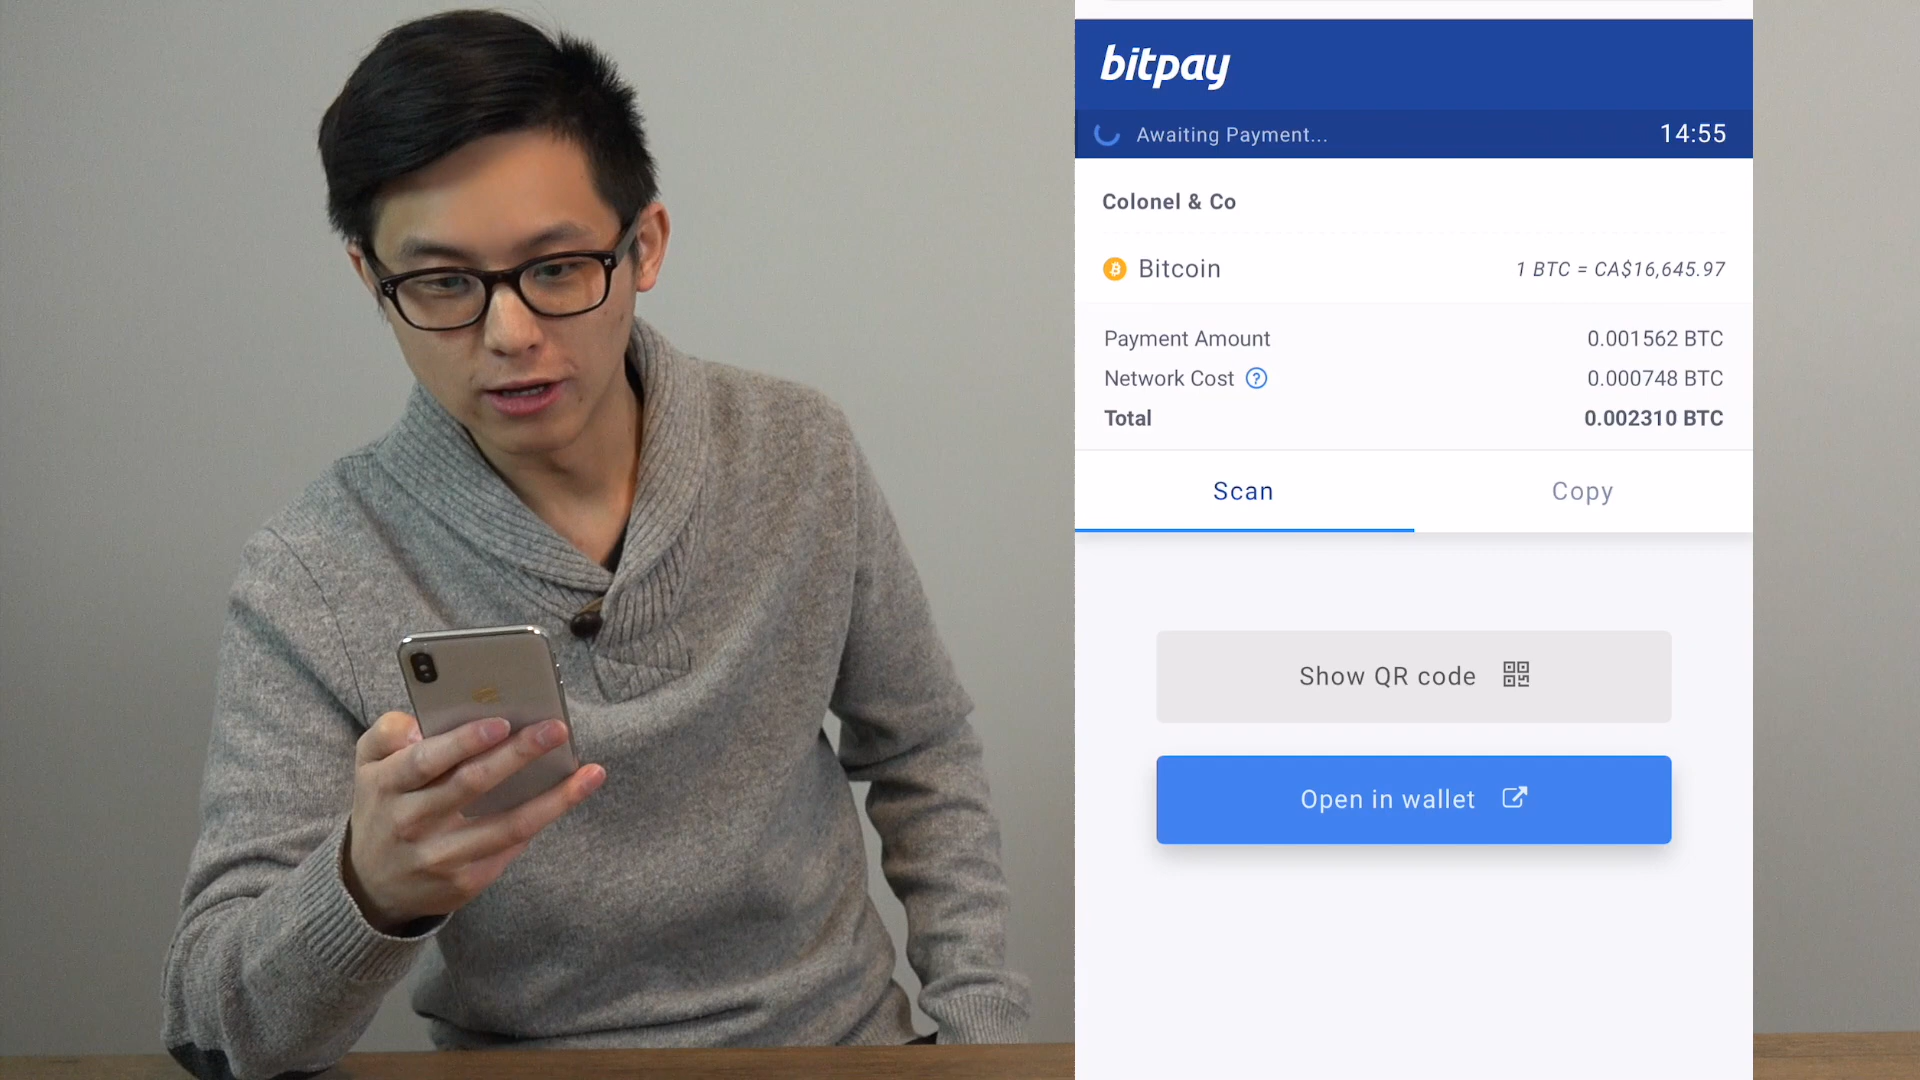 bitpay
Awaiting Payment... 14:55
Colonel & Co
Bitcoin 1 BTC = CA$16,645.97
Payment Amount 0.001562 BTC
Network Cost ? 0.000748 BTC
Total 0.002310 BTC
Scan Copy
Show QR code
Open in wallet